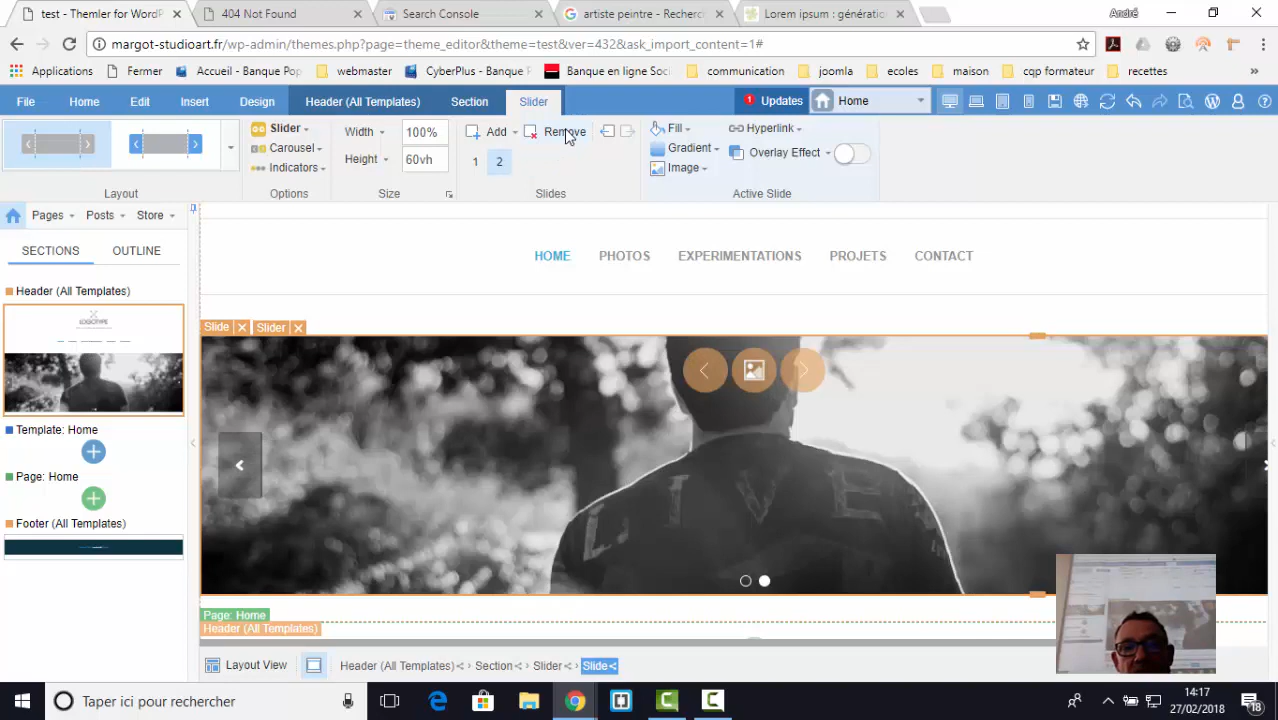 test - Themler for WordP
404 Not Found
Search Console
artiste peintre - Recherc
Lorem ipsum : génératio
André
margot-studioart.fr/wp-admin/themes.php?page=theme_editor&theme=test&ver=432&ask_import_content=1#
Applications
Fermer
Accueil - Banque Pop
webmaster
CyberPlus - Banque P
Banque en ligne Soci
communication
joomla
ecoles
maison
cqp formateur
recettes
»
File
Home
Edit
Insert
Design
Header (All Templates)
Section
Slider
1
Updates
Home
Slider
Carousel
Indicators
Width
100%
Height
60vh
Add
Remove
1
2
Fill
Gradient
Image
Hyperlink
Overlay Effect
Layout
Options
Size
Slides
Active Slide
Pages
Posts
Store
SECTIONS
OUTLINE
Header (All Templates)
LOGOTYPE
Template: Home
Page: Home
Footer (All Templates)
HOME
PHOTOS
EXPERIMENTATIONS
PROJETS
CONTACT
Slide
Slider
LIVE
Page: Home
Header (All Templates)
Layout View
Header (All Templates)
Section
Slider
Slide
Taper ici pour rechercher
14:17
27/02/2018
18